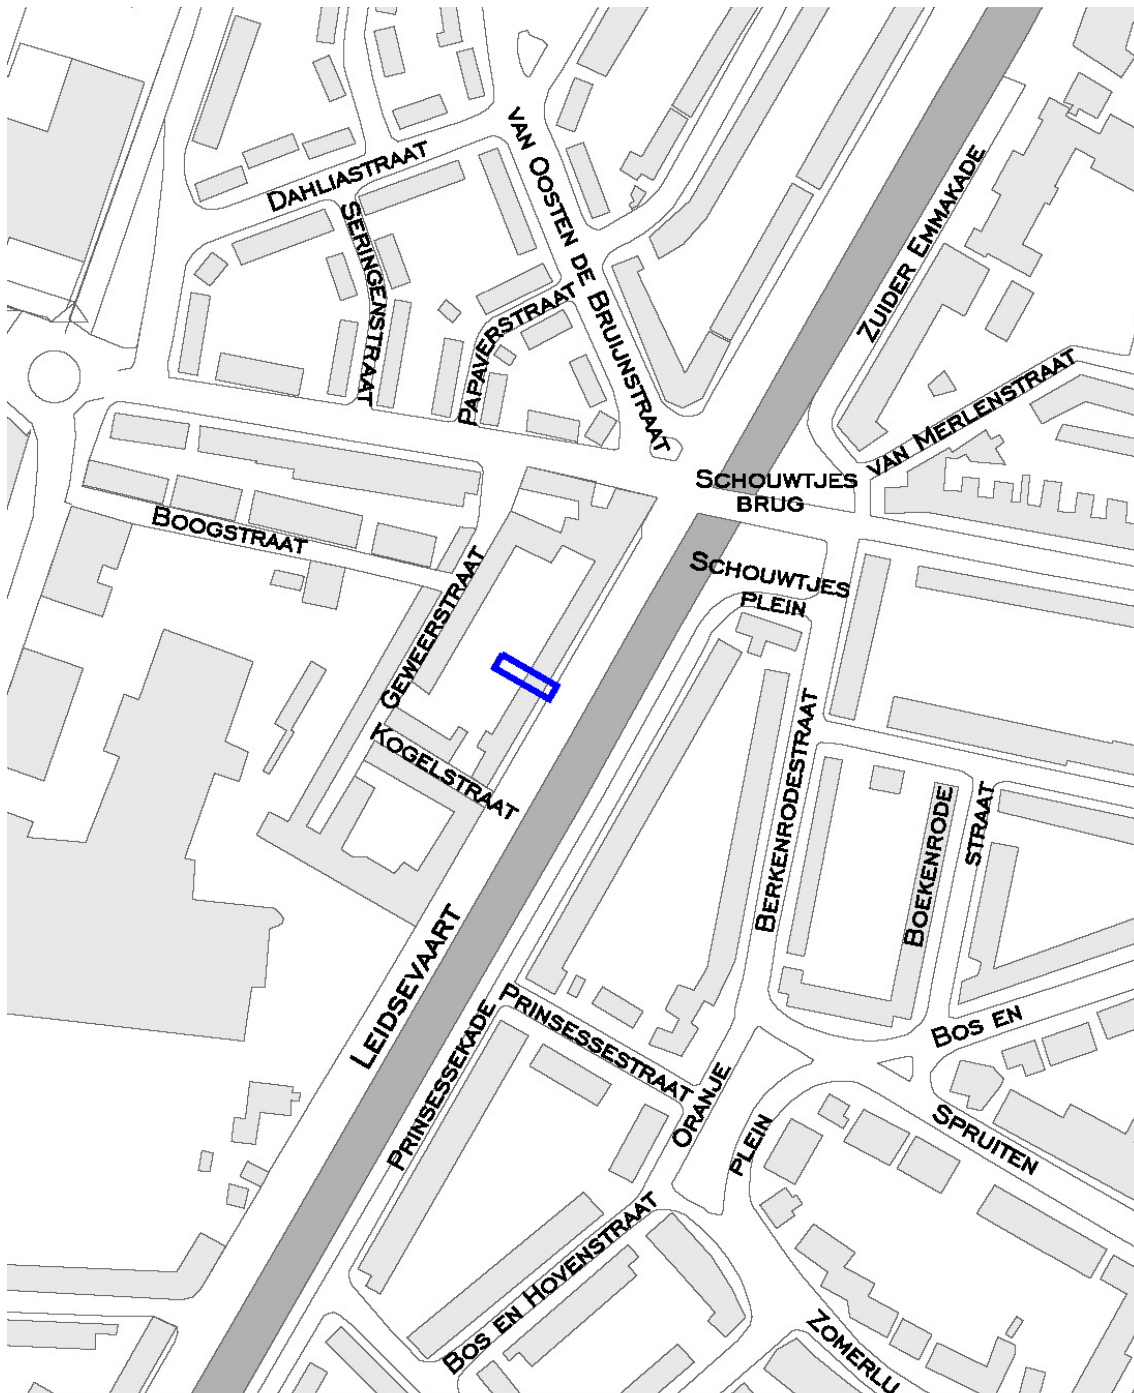 van Oosten de Bruijnstraat
Dahliastraat
Seringenstraat
Papaverstraat
Zuider Emmakade
van Merlenstraat
Schouwtjes
brug
Boogstraat
Schouwtjes
plein
Geweerstraat
Kogelstraat
Berkenrodestraat
Boekenrode
straat
Leidsevaart
Prinsessekade
Prinsessestraat
Oranje
plein
Bos en
Spruiten
Bos en Hovenstraat
Zomerlu